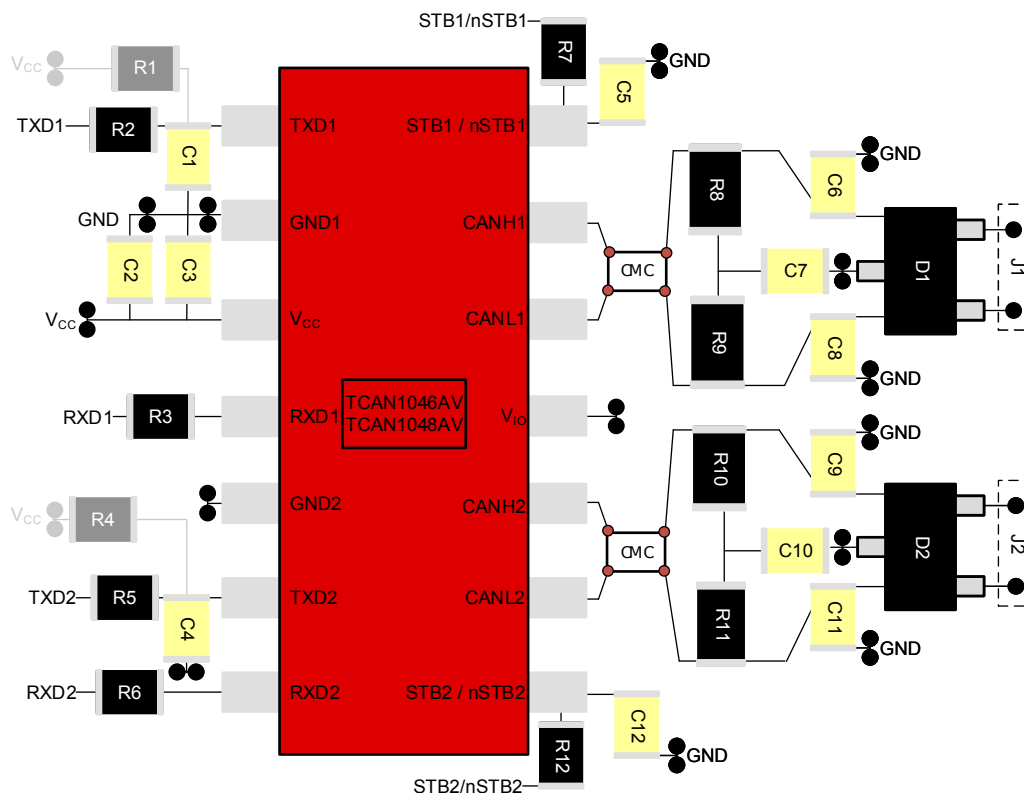 STB1/nSTB1
VCC
R1
R7
C5
GND
TXD1
R2
C1
TXD1
STB1 / nSTB1
GND
C6
R8
GND
C2
C3
GND1
CANH1
CMC
C7
D1
J1
VCC
VCC
CANL1
R9
C8
GND
TCAN1046AV
TCAN1048AV
RXD1
R3
RXD1
VIO
GND
C9
R10
VCC
R4
GND2
CANH2
CMC
C10
D2
J2
TXD2
R5
C4
TXD2
CANL2
R11
C11
GND
RXD2
R6
RXD2
STB2 / nSTB2
C12
R12
GND
STB2/nSTB2